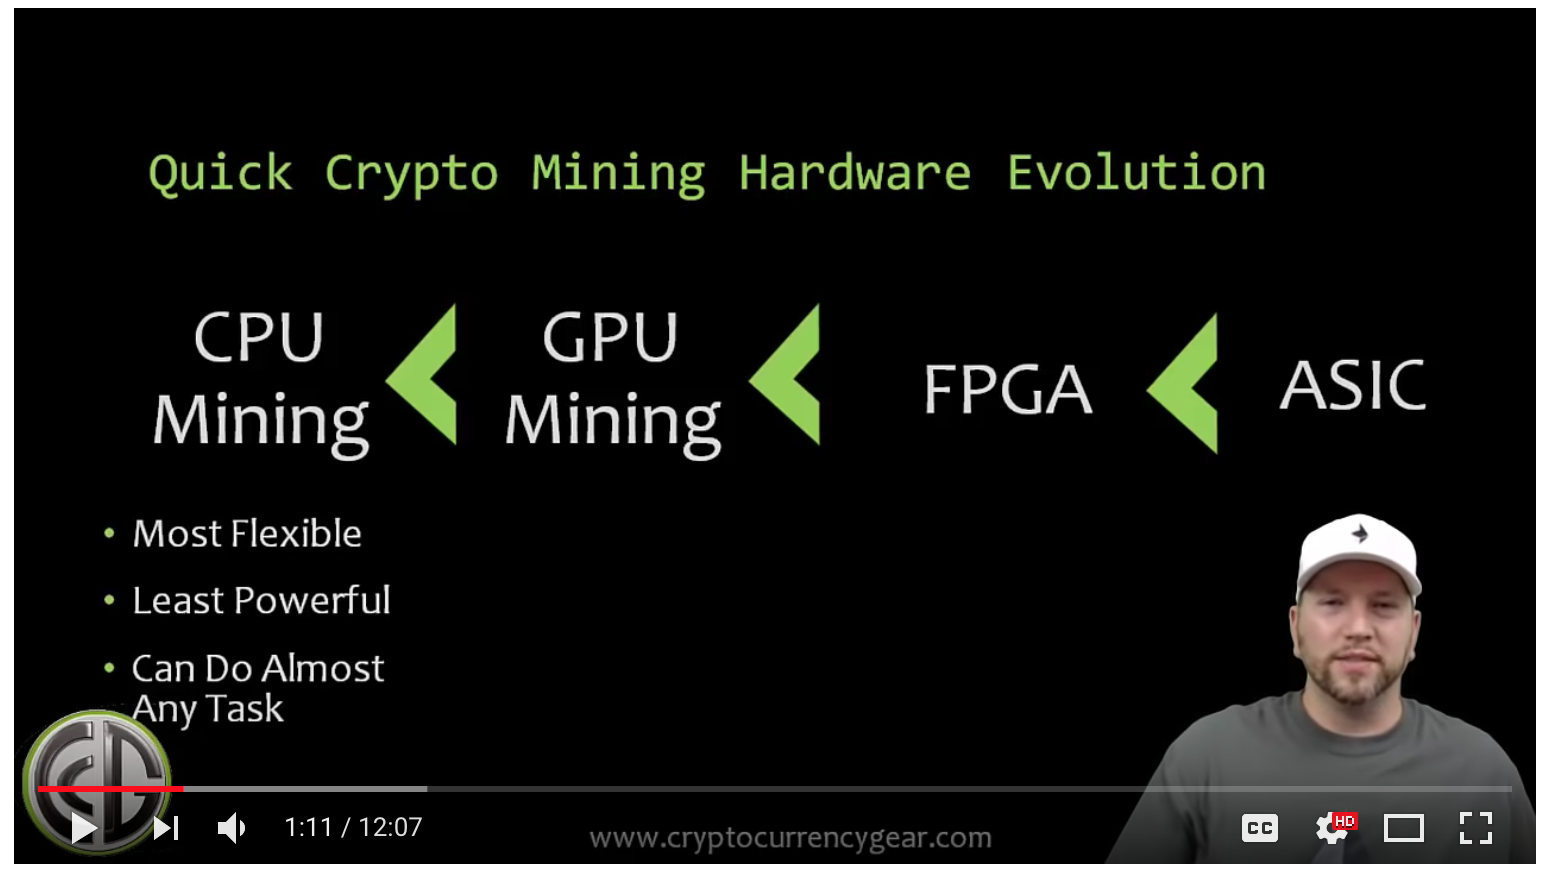 Quick Crypto Mining Hardware Evolution
CPU
Mining
GPU
Mining
FPGA
ASIC
• Most Flexible
• Least Powerful
• Can Do Almost
Any Task
1:11 / 12:07
www.cryptocurrencygear.com
CC
HD